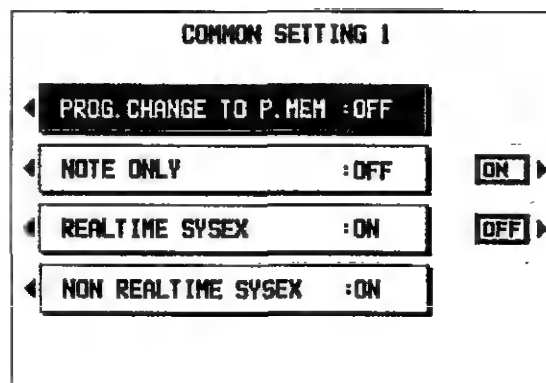 COMMON SETTING 1
PROG.CHANGE TO P.MEM :OFF
NOTE ONLY :OFF ON
REALTIME SYSEX :ON OFF
NON REALTIME SYSEX :ON